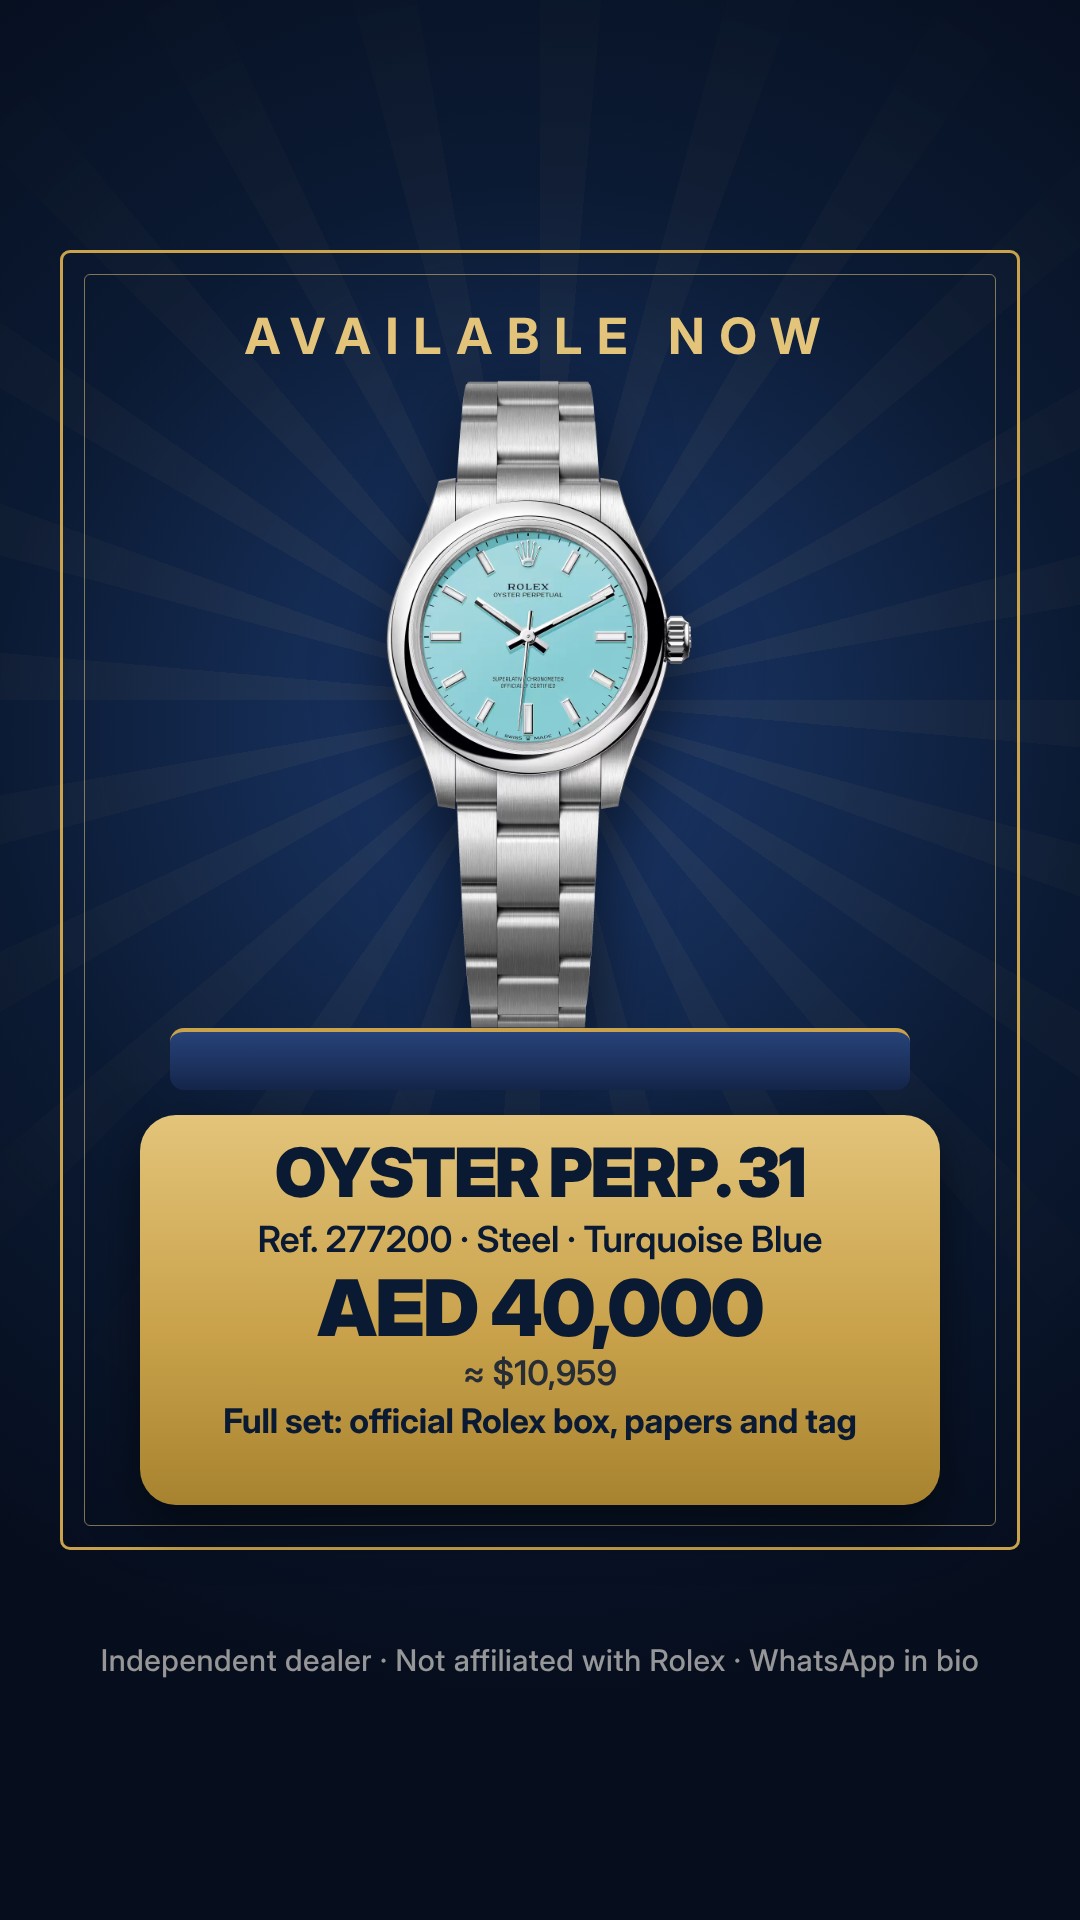 AVAILABLE NOW
ROLEX
OYSTER PERPETUAL
SUPERLATIVE CHRONOMETER
OFFICIALLY CERTIFIED
SWISS MADE
OYSTER PERP. 31
Ref. 277200 · Steel · Turquoise Blue
AED 40,000
≈ $10,959
Full set: official Rolex box, papers and tag
Independent dealer · Not affiliated with Rolex · WhatsApp in bio